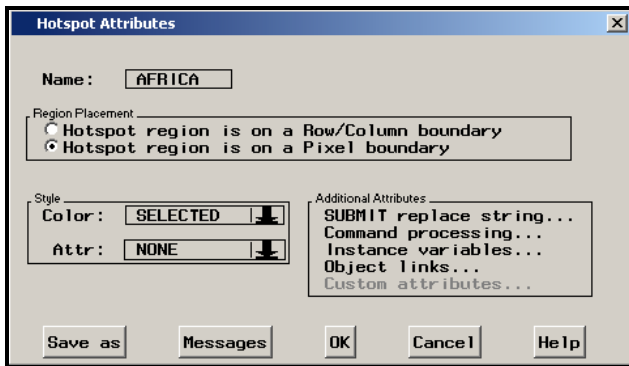 Hotspot Attributes
Name: AFRICA
Region Placement
Hotspot region is on a Row/Column boundary
Hotspot region is on a Pixel boundary
Style
Color: SELECTED
Attr: NONE
Additional Attributes
SUBMIT replace string...
Command processing...
Instance variables...
Object links...
Custom attributes...
Save as Messages OK Cancel Help